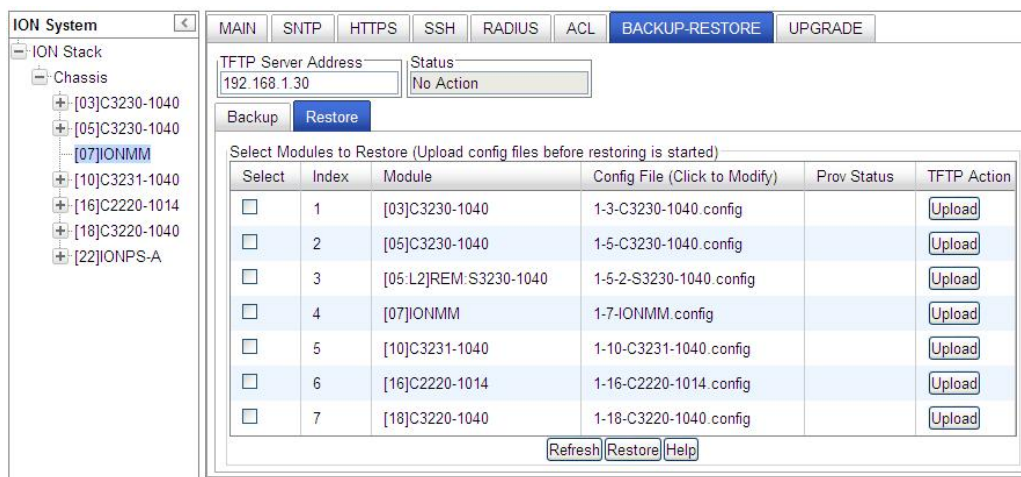 ION System
ION Stack
Chassis
[03]C3230-1040
[05]C3230-1040
[07]IONMM
[10]C3231-1040
[16]C2220-1014
[18]C3220-1040
[22]IONPS-A
MAIN SNTP HTTPS SSH RADIUS ACL BACKUP-RESTORE UPGRADE
TFTP Server Address Status
192.168.1.30 No Action
Backup Restore
Select Modules to Restore (Upload config files before restoring is started)
Select Index Module Config File (Click to Modify) Prov Status TFTP Action
1 [03]C3230-1040 1-3-C3230-1040.config Upload
2 [05]C3230-1040 1-5-C3230-1040.config Upload
3 [05:L2]REM:S3230-1040 1-5-2-S3230-1040.config Upload
4 [07]IONMM 1-7-IONMM.config Upload
5 [10]C3231-1040 1-10-C3231-1040.config Upload
6 [16]C2220-1014 1-16-C2220-1014.config Upload
7 [18]C3220-1040 1-18-C3220-1040.config Upload
Refresh Restore Help